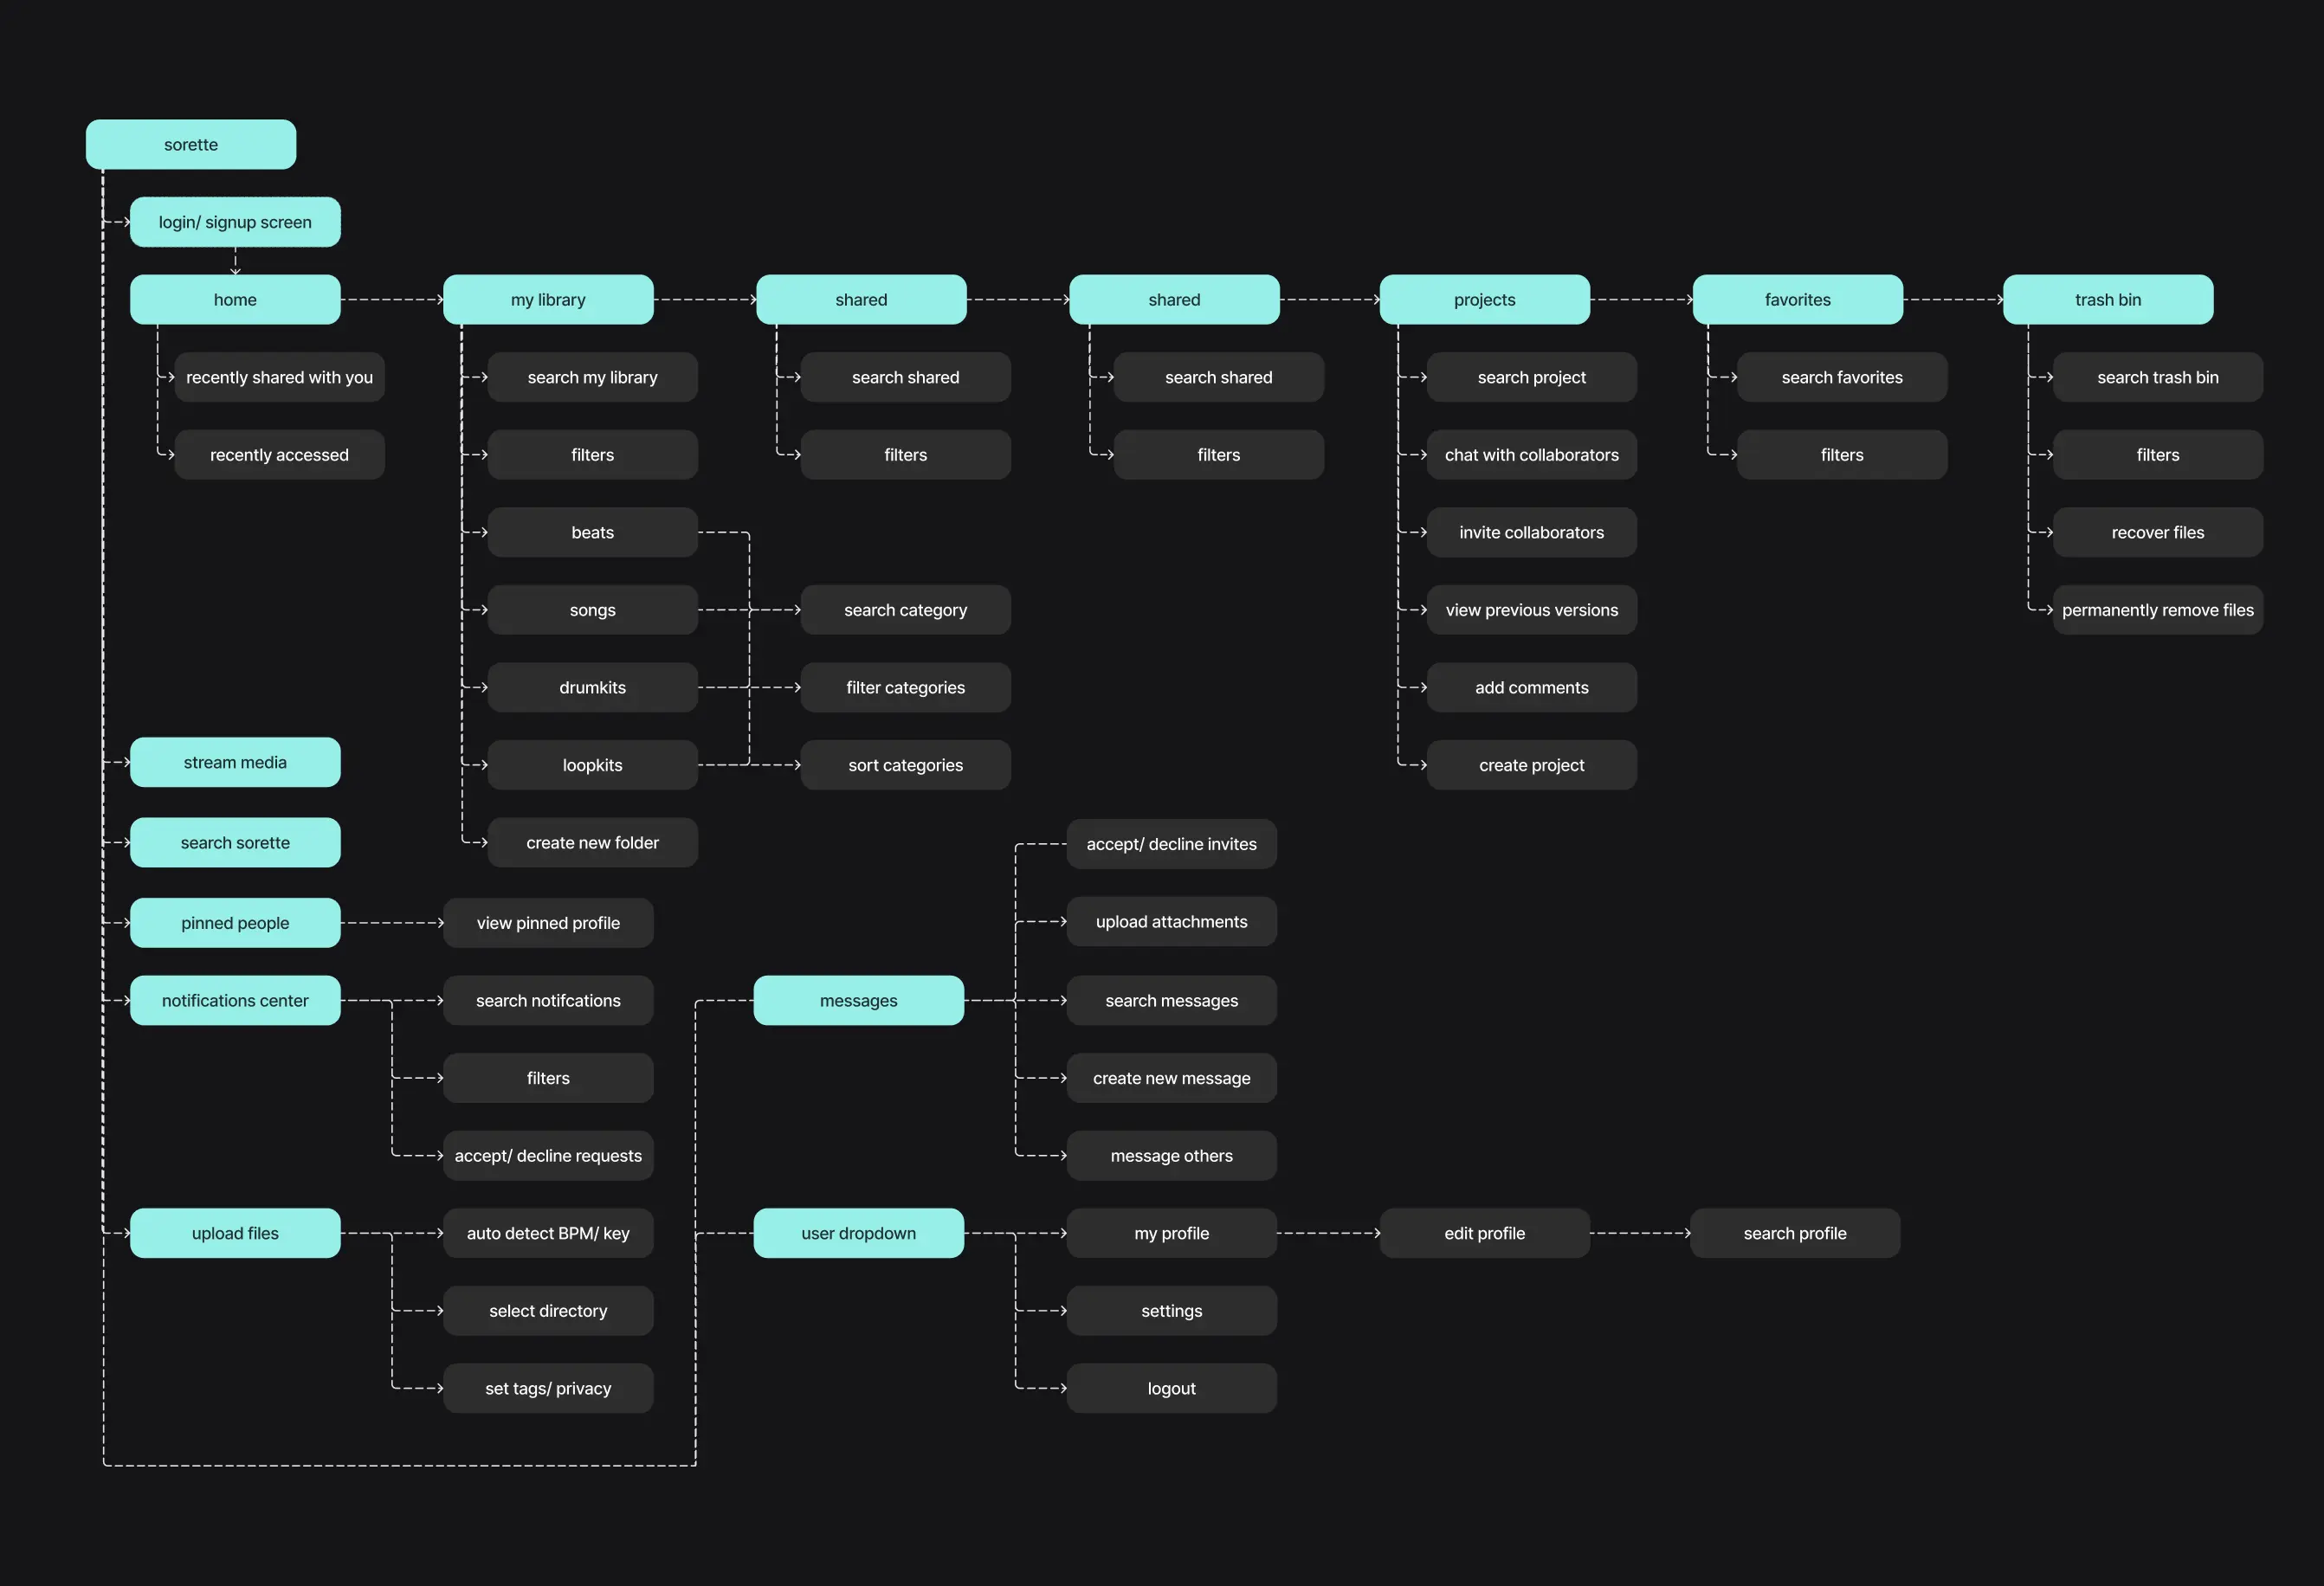 sorette
login/ signup screen
home
my library
shared
shared
projects
favorites
trash bin
recently shared with you
search my library
search shared
search shared
search project
search favorites
search trash bin
recently accessed
filters
filters
filters
chat with collaborators
filters
filters
beats
invite collaborators
recover files
songs
search category
view previous versions
permanently remove files
drumkits
filter categories
add comments
stream media
loopkits
sort categories
create project
search sorette
create new folder
accept/ decline invites
pinned people
view pinned profile
upload attachments
notifications center
search notifcations
messages
search messages
filters
create new message
accept/ decline requests
message others
upload files
auto detect BPM/ key
user dropdown
my profile
edit profile
search profile
select directory
settings
set tags/ privacy
logout